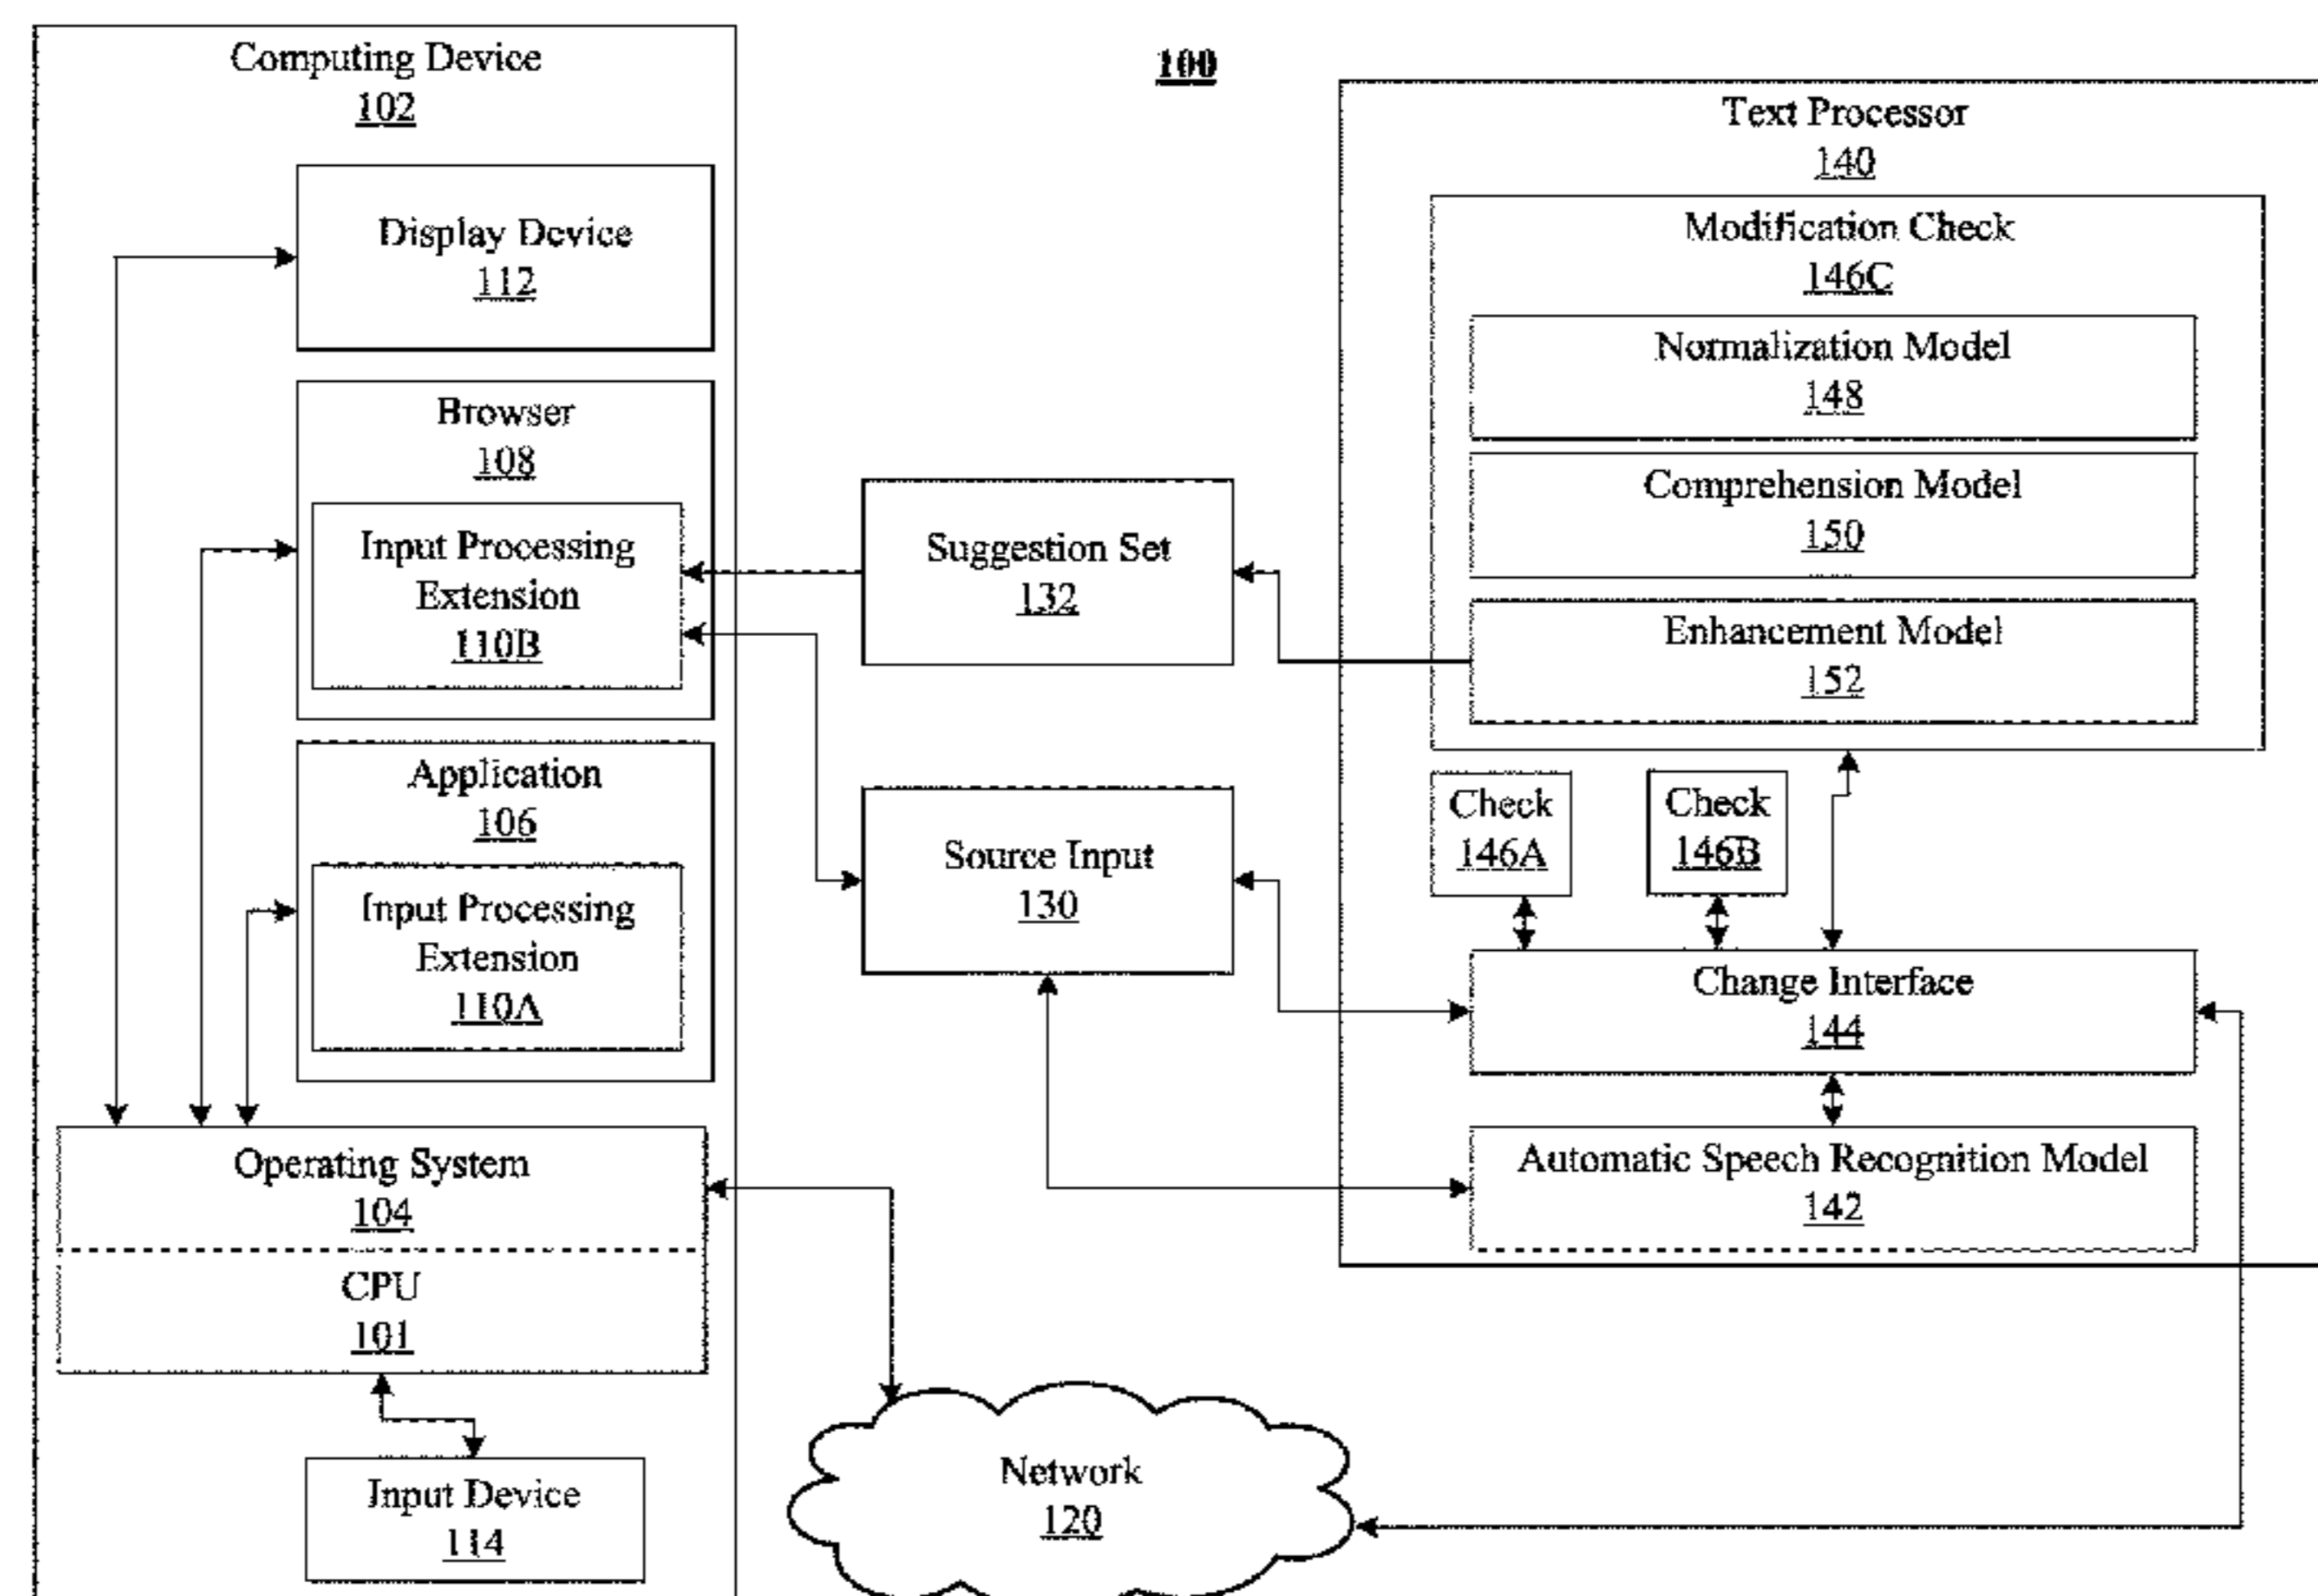 100
Computing Device
102
Display Device
112
Browser
108
Input Processing
Extension
110B
Application
106
Input Processing
Extension
110A
Operating System
104
CPU
101
Input Device
114
Suggestion Set
132
Source Input
130
Network
120
Text Processor
140
Modification Check
146C
Normalization Model
148
Comprehension Model
150
Enhancement Model
152
Check
146A
Check
146B
Change Interface
144
Automatic Speech Recognition Model
142